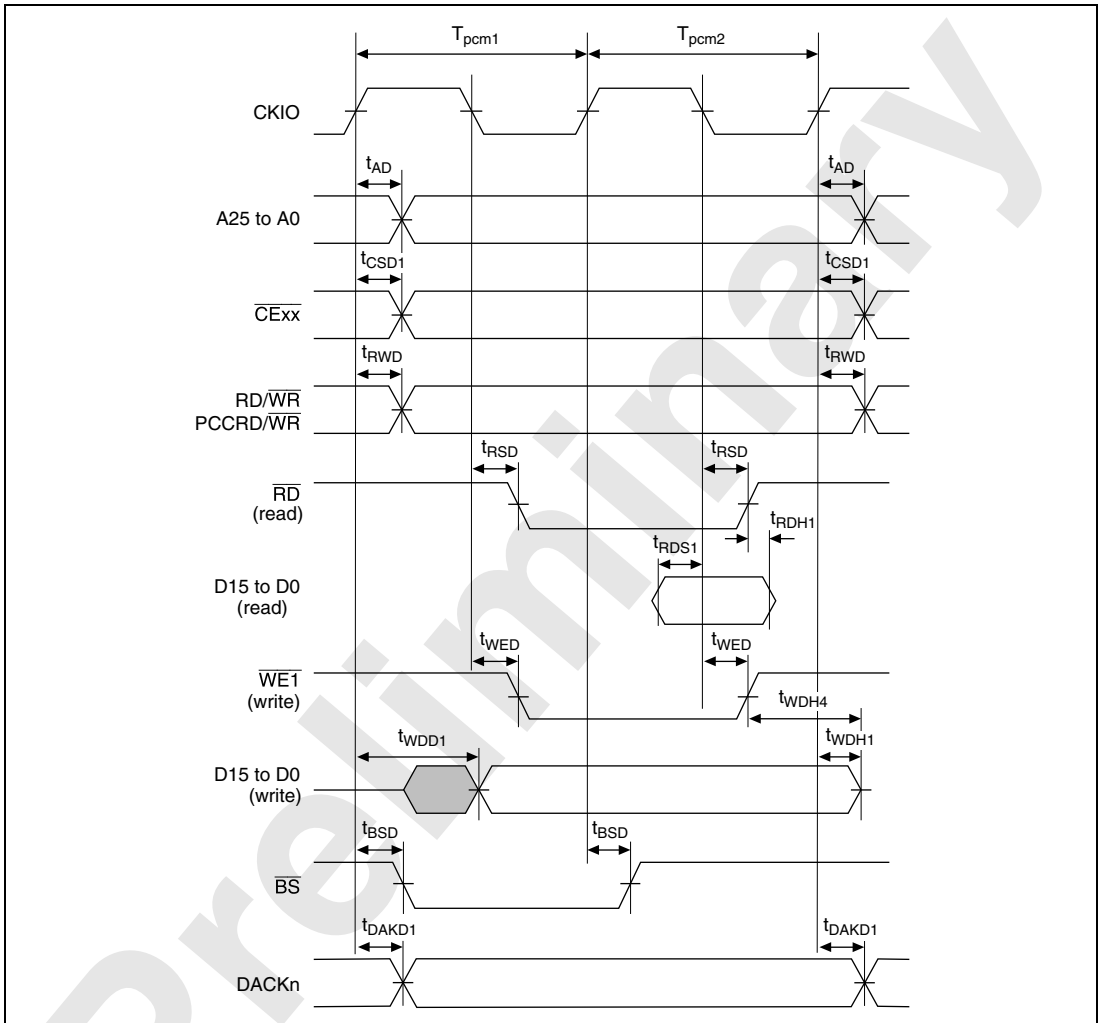 Tpcm1 Tpcm2
CKIO
tAD tAD
A25 to A0
tCSD1 tCSD1
CExx
tRWD tRWD
RD/WR
PCCRD/WR
tRSD tRSD
RD
(read)
tRDH1
tRDS1
D15 to D0
(read)
tWED tWED
WE1
(write)
tWDH4
tWDD1 tWDH1
D15 to D0
(write)
tBSD tBSD
BS
tDAKD1 tDAKD1
DACKn
Preliminary